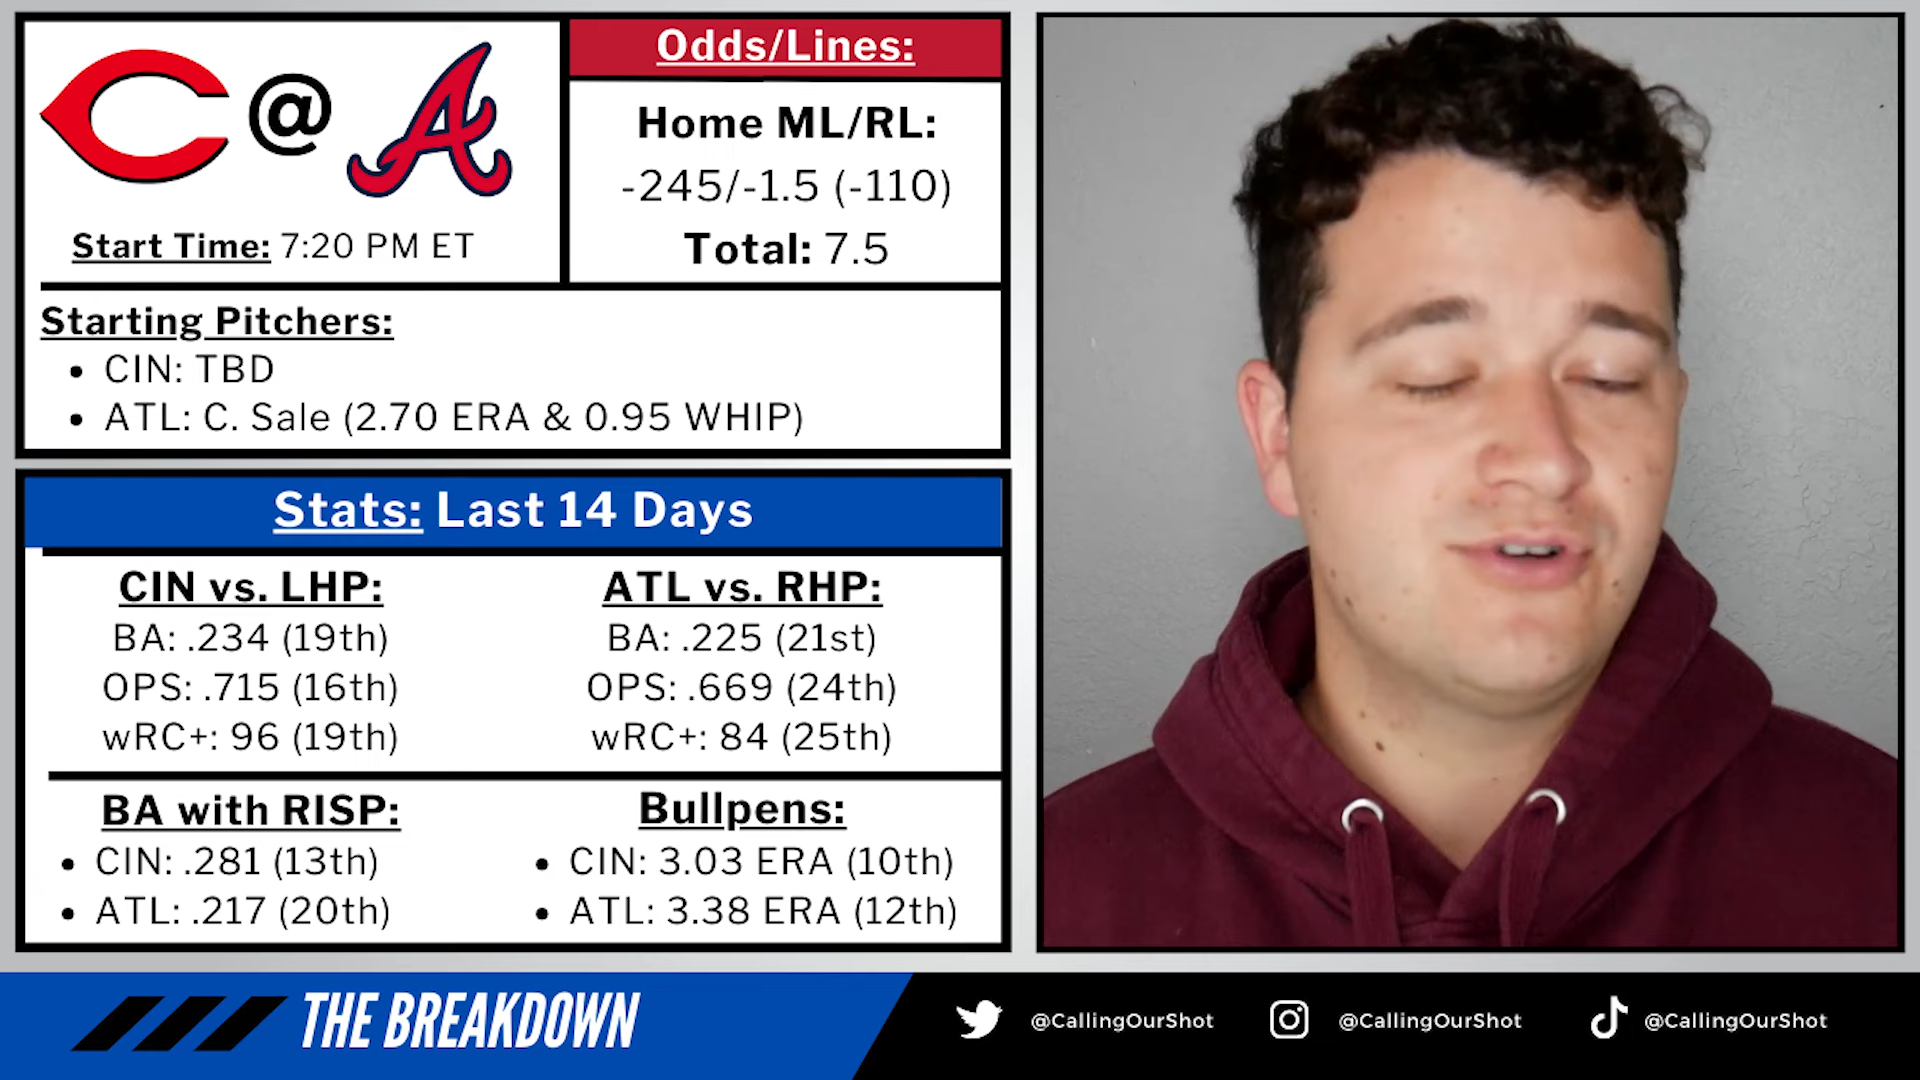 C @ A
Start Time: 7:20 PM ET
Odds/Lines:
Home ML/RL:
-245/-1.5 (-110)
Total: 7.5
Starting Pitchers:
• CIN: TBD
• ATL: C. Sale (2.70 ERA & 0.95 WHIP)
Stats: Last 14 Days
CIN vs. LHP:
BA: .234 (19th)
OPS: .715 (16th)
wRC+: 96 (19th)
ATL vs. RHP:
BA: .225 (21st)
OPS: .669 (24th)
wRC+: 84 (25th)
BA with RISP:
• CIN: .281 (13th)
• ATL: .217 (20th)
Bullpens:
• CIN: 3.03 ERA (10th)
• ATL: 3.38 ERA (12th)
THE BREAKDOWN
@CallingOurShot
@CallingOurShot
@CallingOurShot